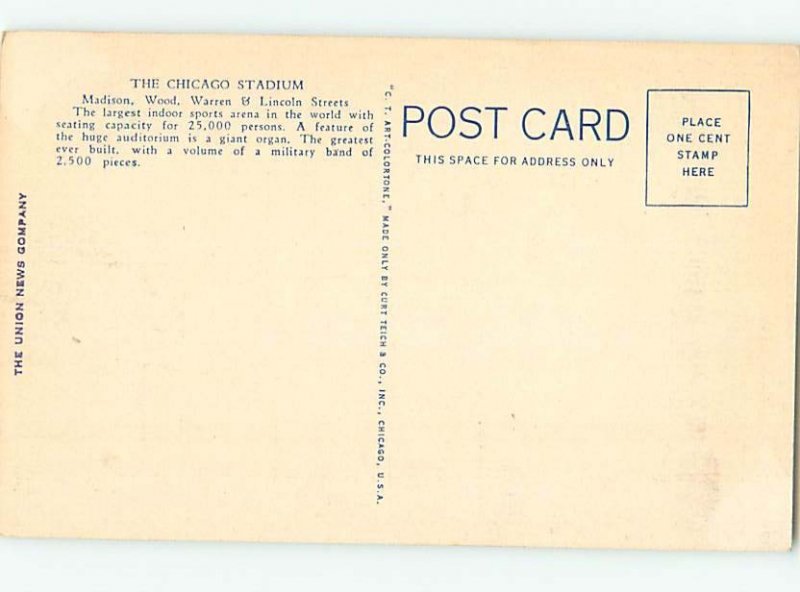 THE CHICAGO STADIUM
Madison, Wood, Warren & Lincoln Streets
The largest indoor sports arena in the world with
seating capacity for 25,000 persons. A feature of
the huge auditorium is a giant organ. The greatest
ever built, with a volume of a military band of
2,500 pieces.
THE UNION NEWS COMPANY
"C. T. ART-COLORTONE," MADE ONLY BY CURT TEICH & CO., INC., CHICAGO, U.S.A.
POST CARD
THIS SPACE FOR ADDRESS ONLY
PLACE
ONE CENT
STAMP
HERE